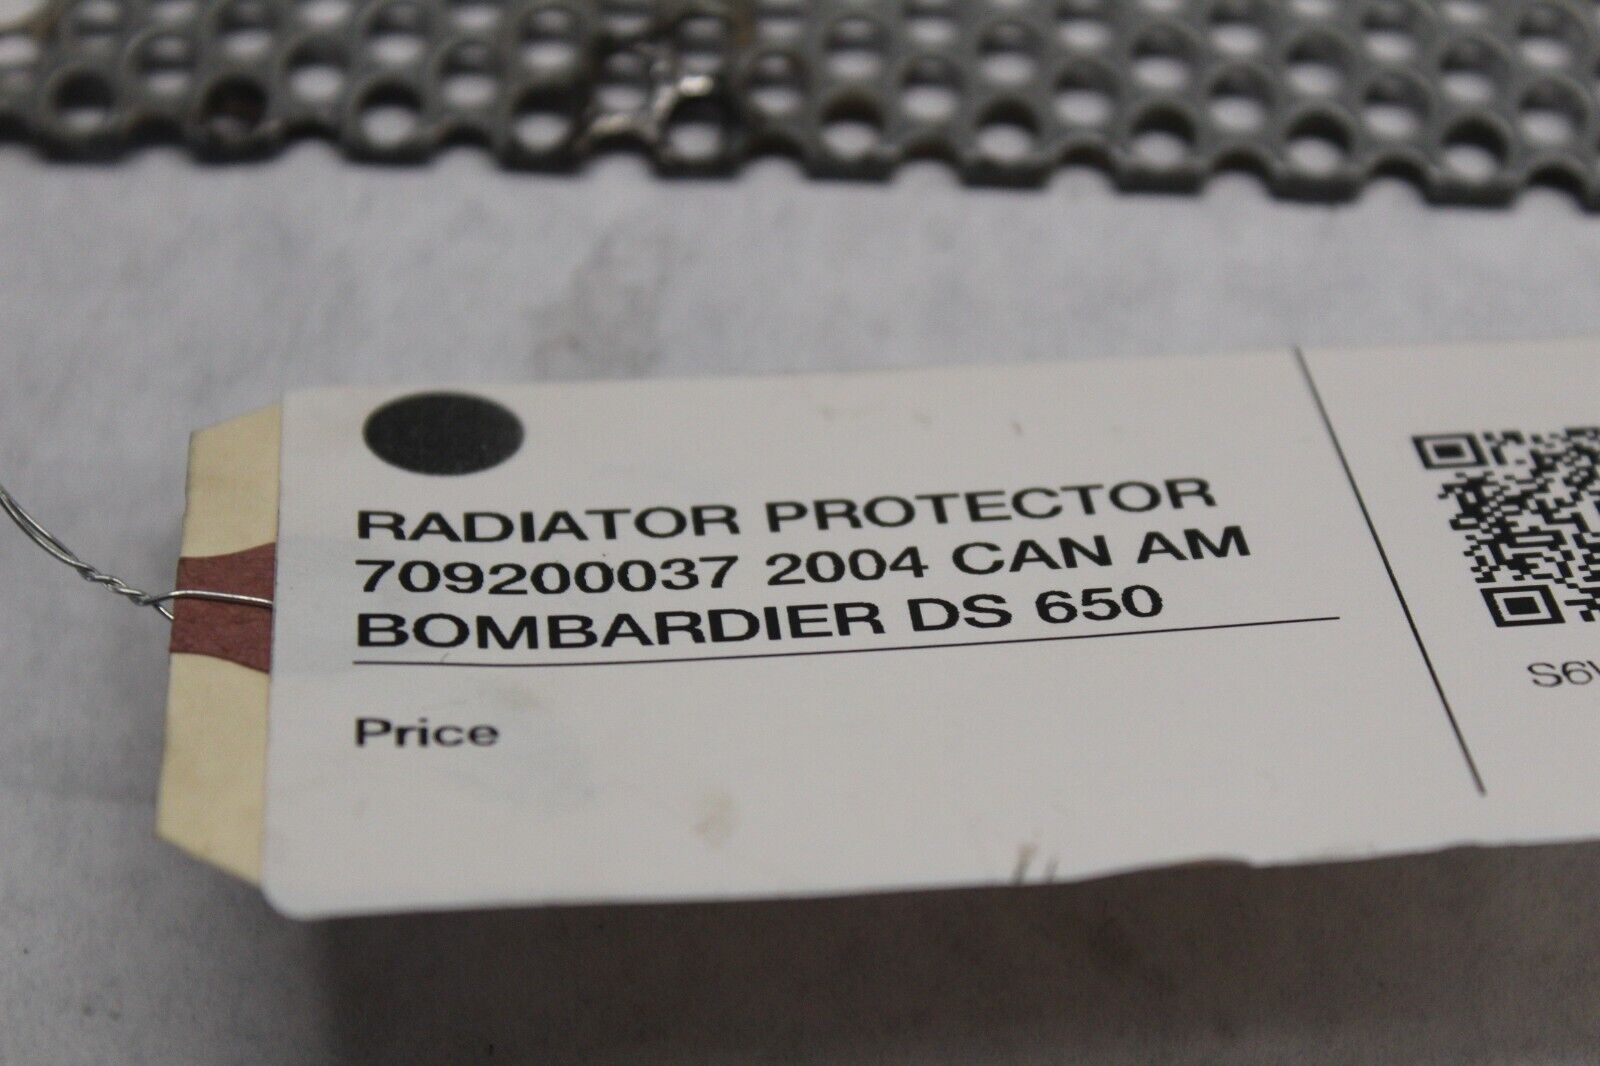 RADIATOR PROTECTOR
709200037 2004 CAN AM
BOMBARDIER DS 650
Price